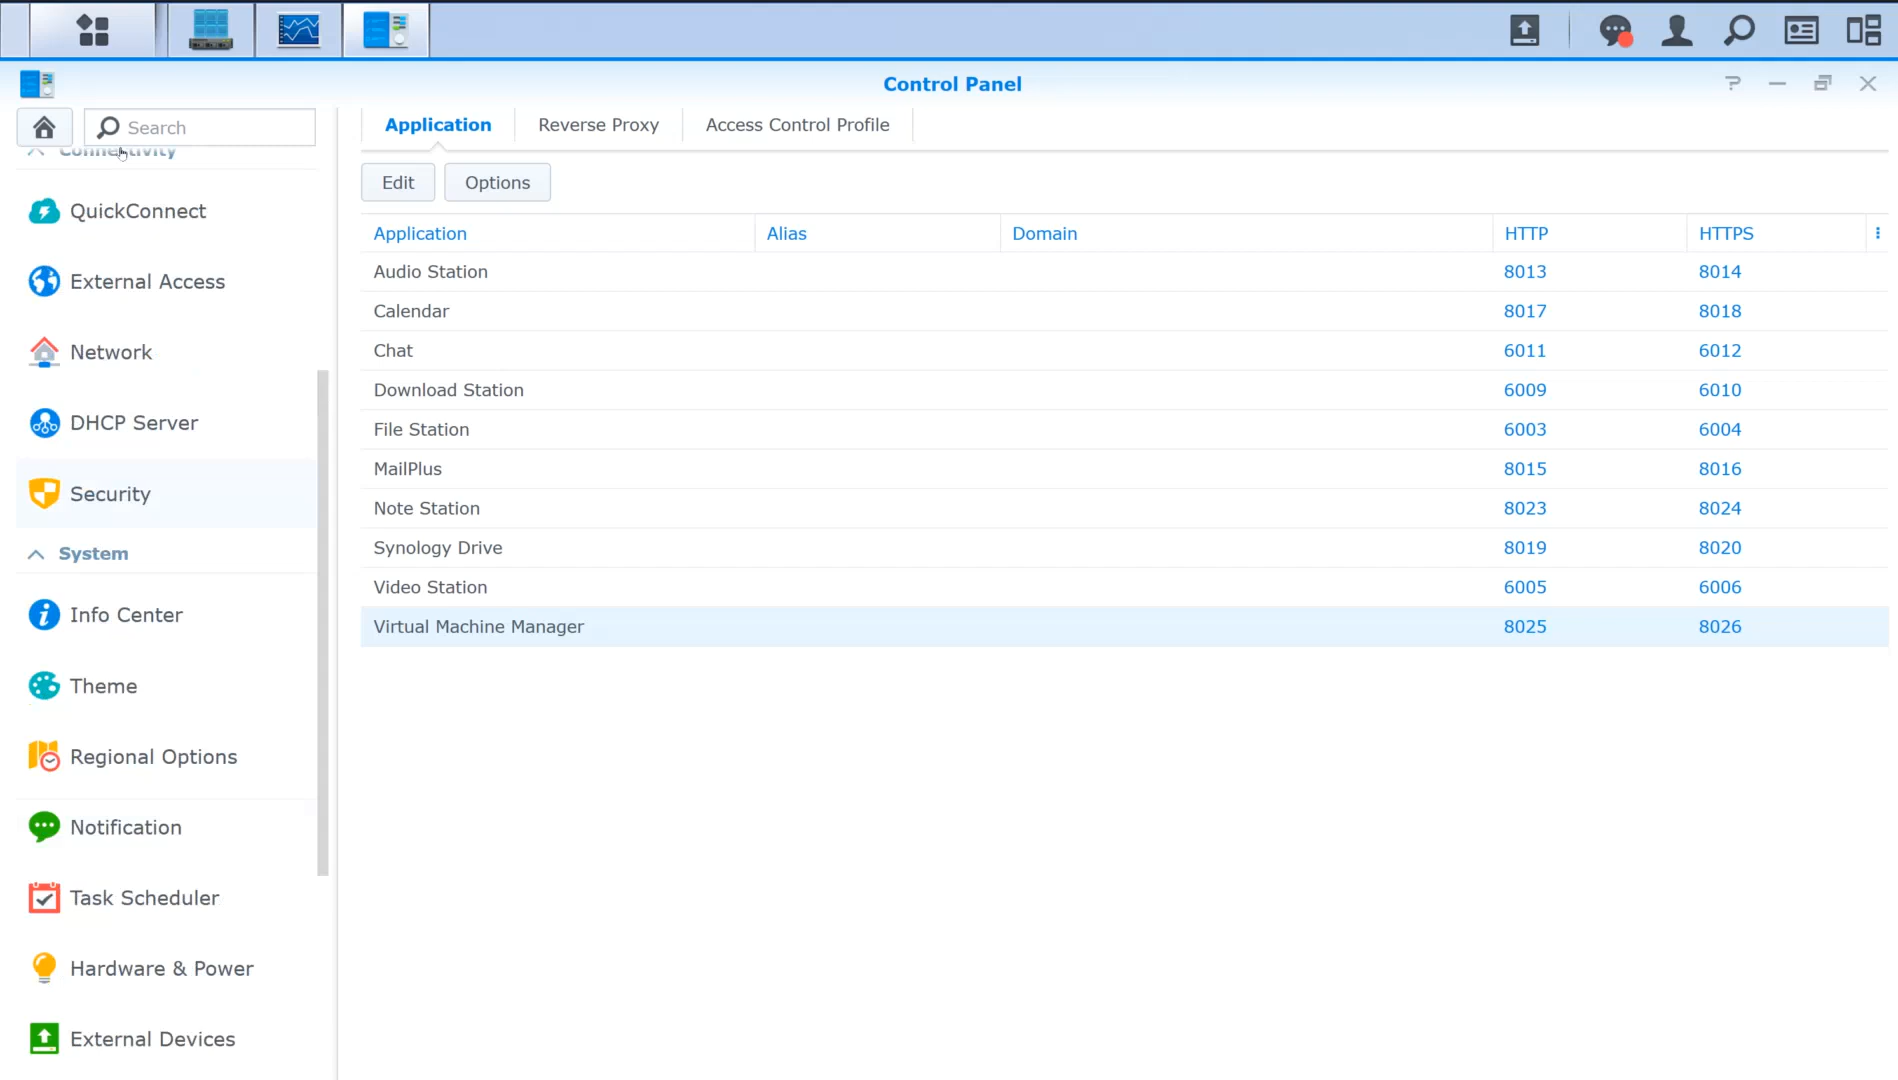 Control Panel
Search
Connectivity
QuickConnect
External Access
Network
DHCP Server
Security
System
Info Center
Theme
Regional Options
Notification
Task Scheduler
Hardware & Power
External Devices
Application Reverse Proxy Access Control Profile
Edit Options
Application Alias Domain HTTP HTTPS
Audio Station 8013 8014
Calendar 8017 8018
Chat 6011 6012
Download Station 6009 6010
File Station 6003 6004
MailPlus 8015 8016
Note Station 8023 8024
Synology Drive 8019 8020
Video Station 6005 6006
Virtual Machine Manager 8025 8026